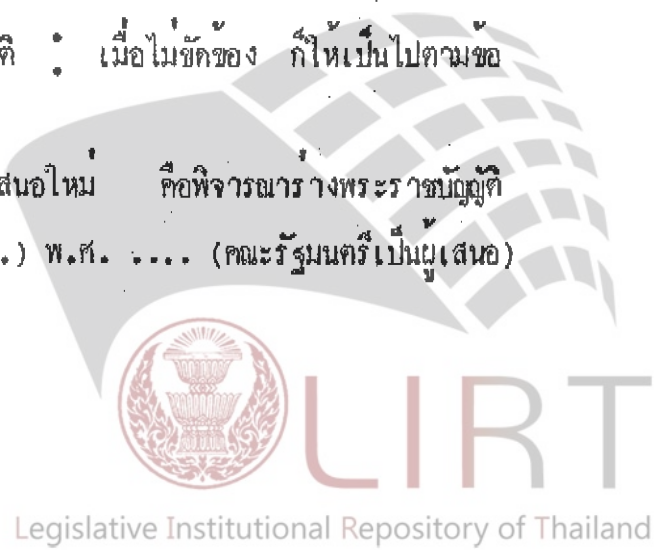 ติ : เมื่อไม่ขัดข้อง ก็ให้เป็นไปตามข้อ
สนอใหม่ คือพิจารณาร่างพระราชบัญญัติ
.) พ.ศ. .... (คณะรัฐมนตรีเป็นผู้เสนอ)
LIRT
Legislative Institutional Repository of Thailand